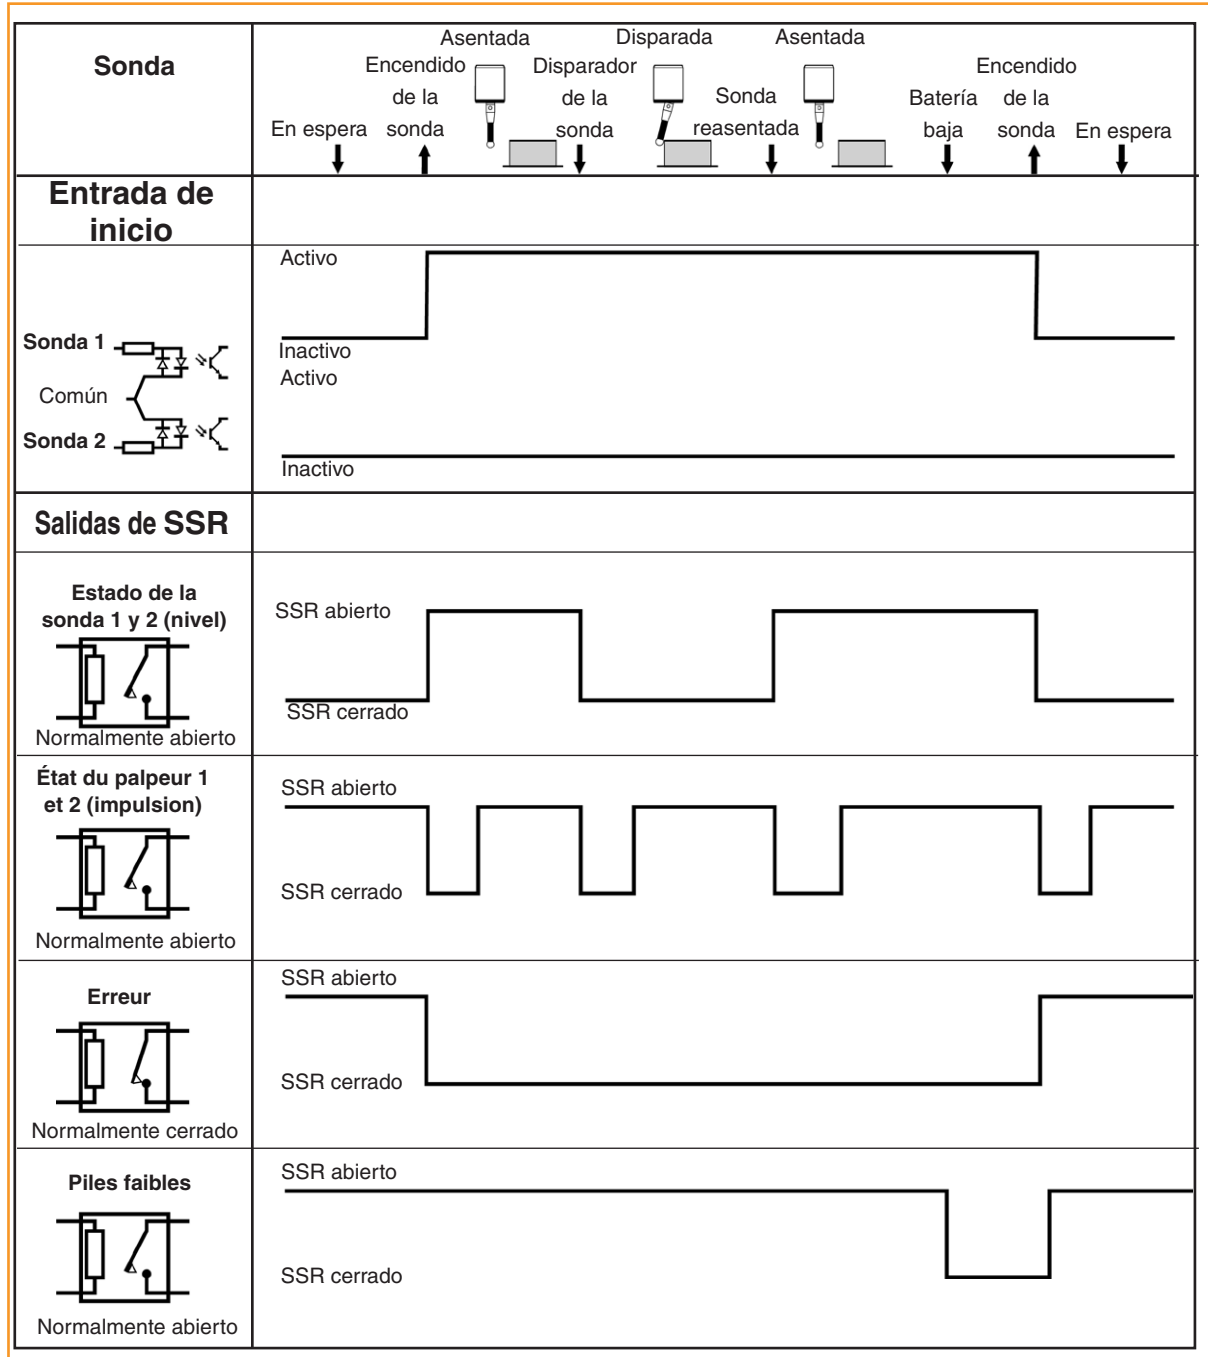 Sonda
Asentada
Disparada
Asentada
Encendido
de la
sonda
Disparador
de la
sonda
Sonda
reasentada
Batería
baja
Encendido
de la
sonda
En espera
En espera
Entrada de
inicio
Activo
Inactivo
Sonda 1
Común
Sonda 2
Activo
Inactivo
Salidas de SSR
Estado de la
sonda 1 y 2 (nivel)
Normalmente abierto
SSR abierto
SSR cerrado
État du palpeur 1
et 2 (impulsion)
Normalmente abierto
SSR abierto
SSR cerrado
Erreur
Normalmente cerrado
SSR abierto
SSR cerrado
Piles faibles
Normalmente abierto
SSR abierto
SSR cerrado